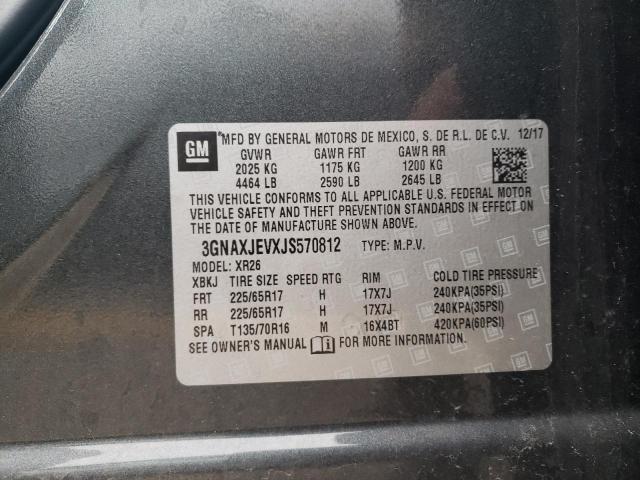 GM
*MFD BY GENERAL MOTORS DE MEXICO, S. DE R.L. DE C.V. 12/17
GVWR GAWR FRT GAWR RR
2025 KG 1175 KG 1200 KG
4464 LB 2590 LB 2645 LB
THIS VEHICLE CONFORMS TO ALL APPLICABLE U.S. FEDERAL MOTOR
VEHICLE SAFETY AND THEFT PREVENTION STANDARDS IN EFFECT ON
THE DATE OF MANUFACTURE SHOWN ABOVE.
3GNAXJEVXJS570812 TYPE: M.P.V.
MODEL: XR26
XBKJ TIRE SIZE SPEED RTG RIM COLD TIRE PRESSURE
FRT 225/65R17 H 17X7J 240KPA(35PSI)
RR 225/65R17 H 17X7J 240KPA(35PSI)
SPA T135/70R16 M 16X4BT 420KPA(60PSI)
SEE OWNER'S MANUAL FOR MORE INFORMATION.